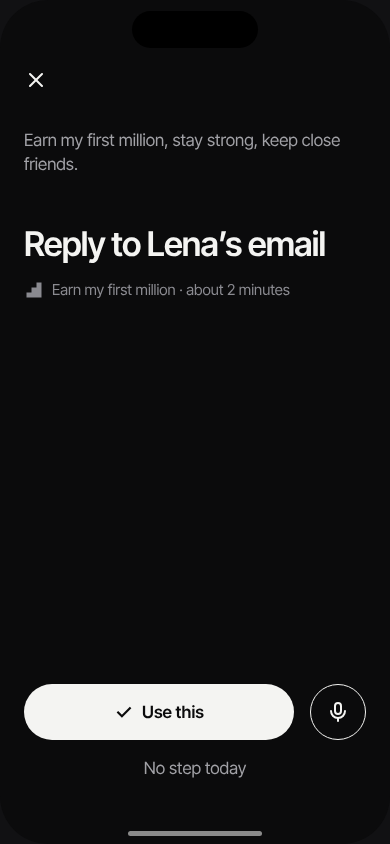 Earn my first million, stay strong, keep close
friends.
Reply to Lena’s email
Earn my first million · about 2 minutes
Use this
No step today